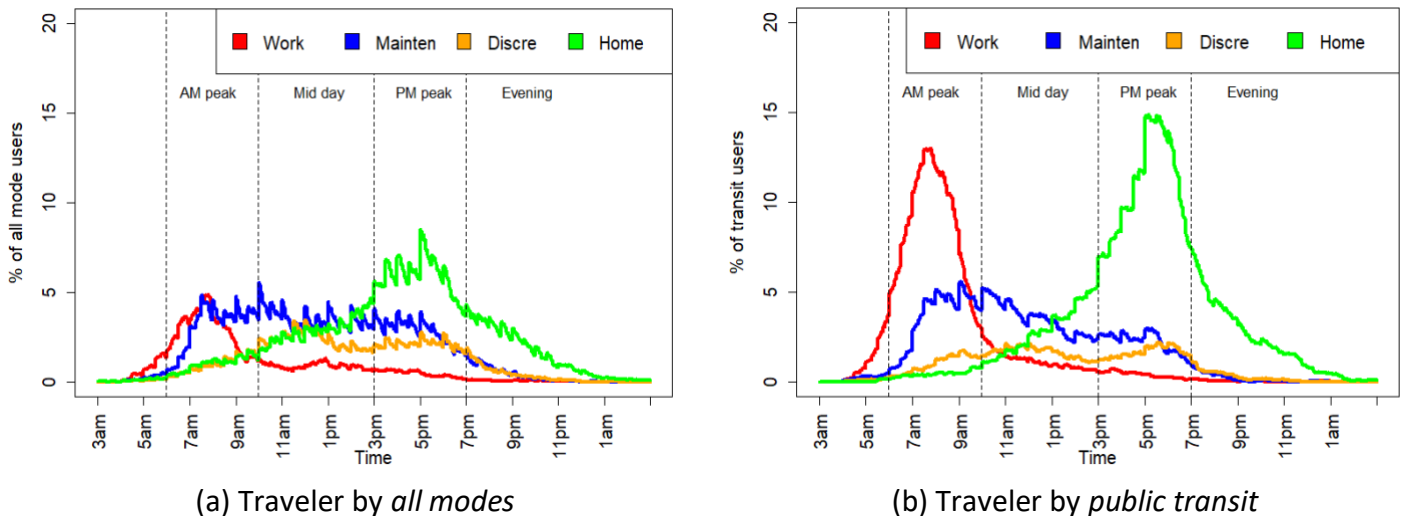 % of all mode users
20
15
10
5
0
Work Mainten Discre Home
AM peak Mid day PM peak Evening
3am 5am 7am 9am 11am 1pm 3pm 5pm 7pm 9pm 11pm 1am
Time
(a) Traveler by all modes
% of transit users
20
15
10
5
0
Work Mainten Discre Home
AM peak Mid day PM peak Evening
3am 5am 7am 9am 11am 1pm 3pm 5pm 7pm 9pm 11pm 1am
Time
(b) Traveler by public transit